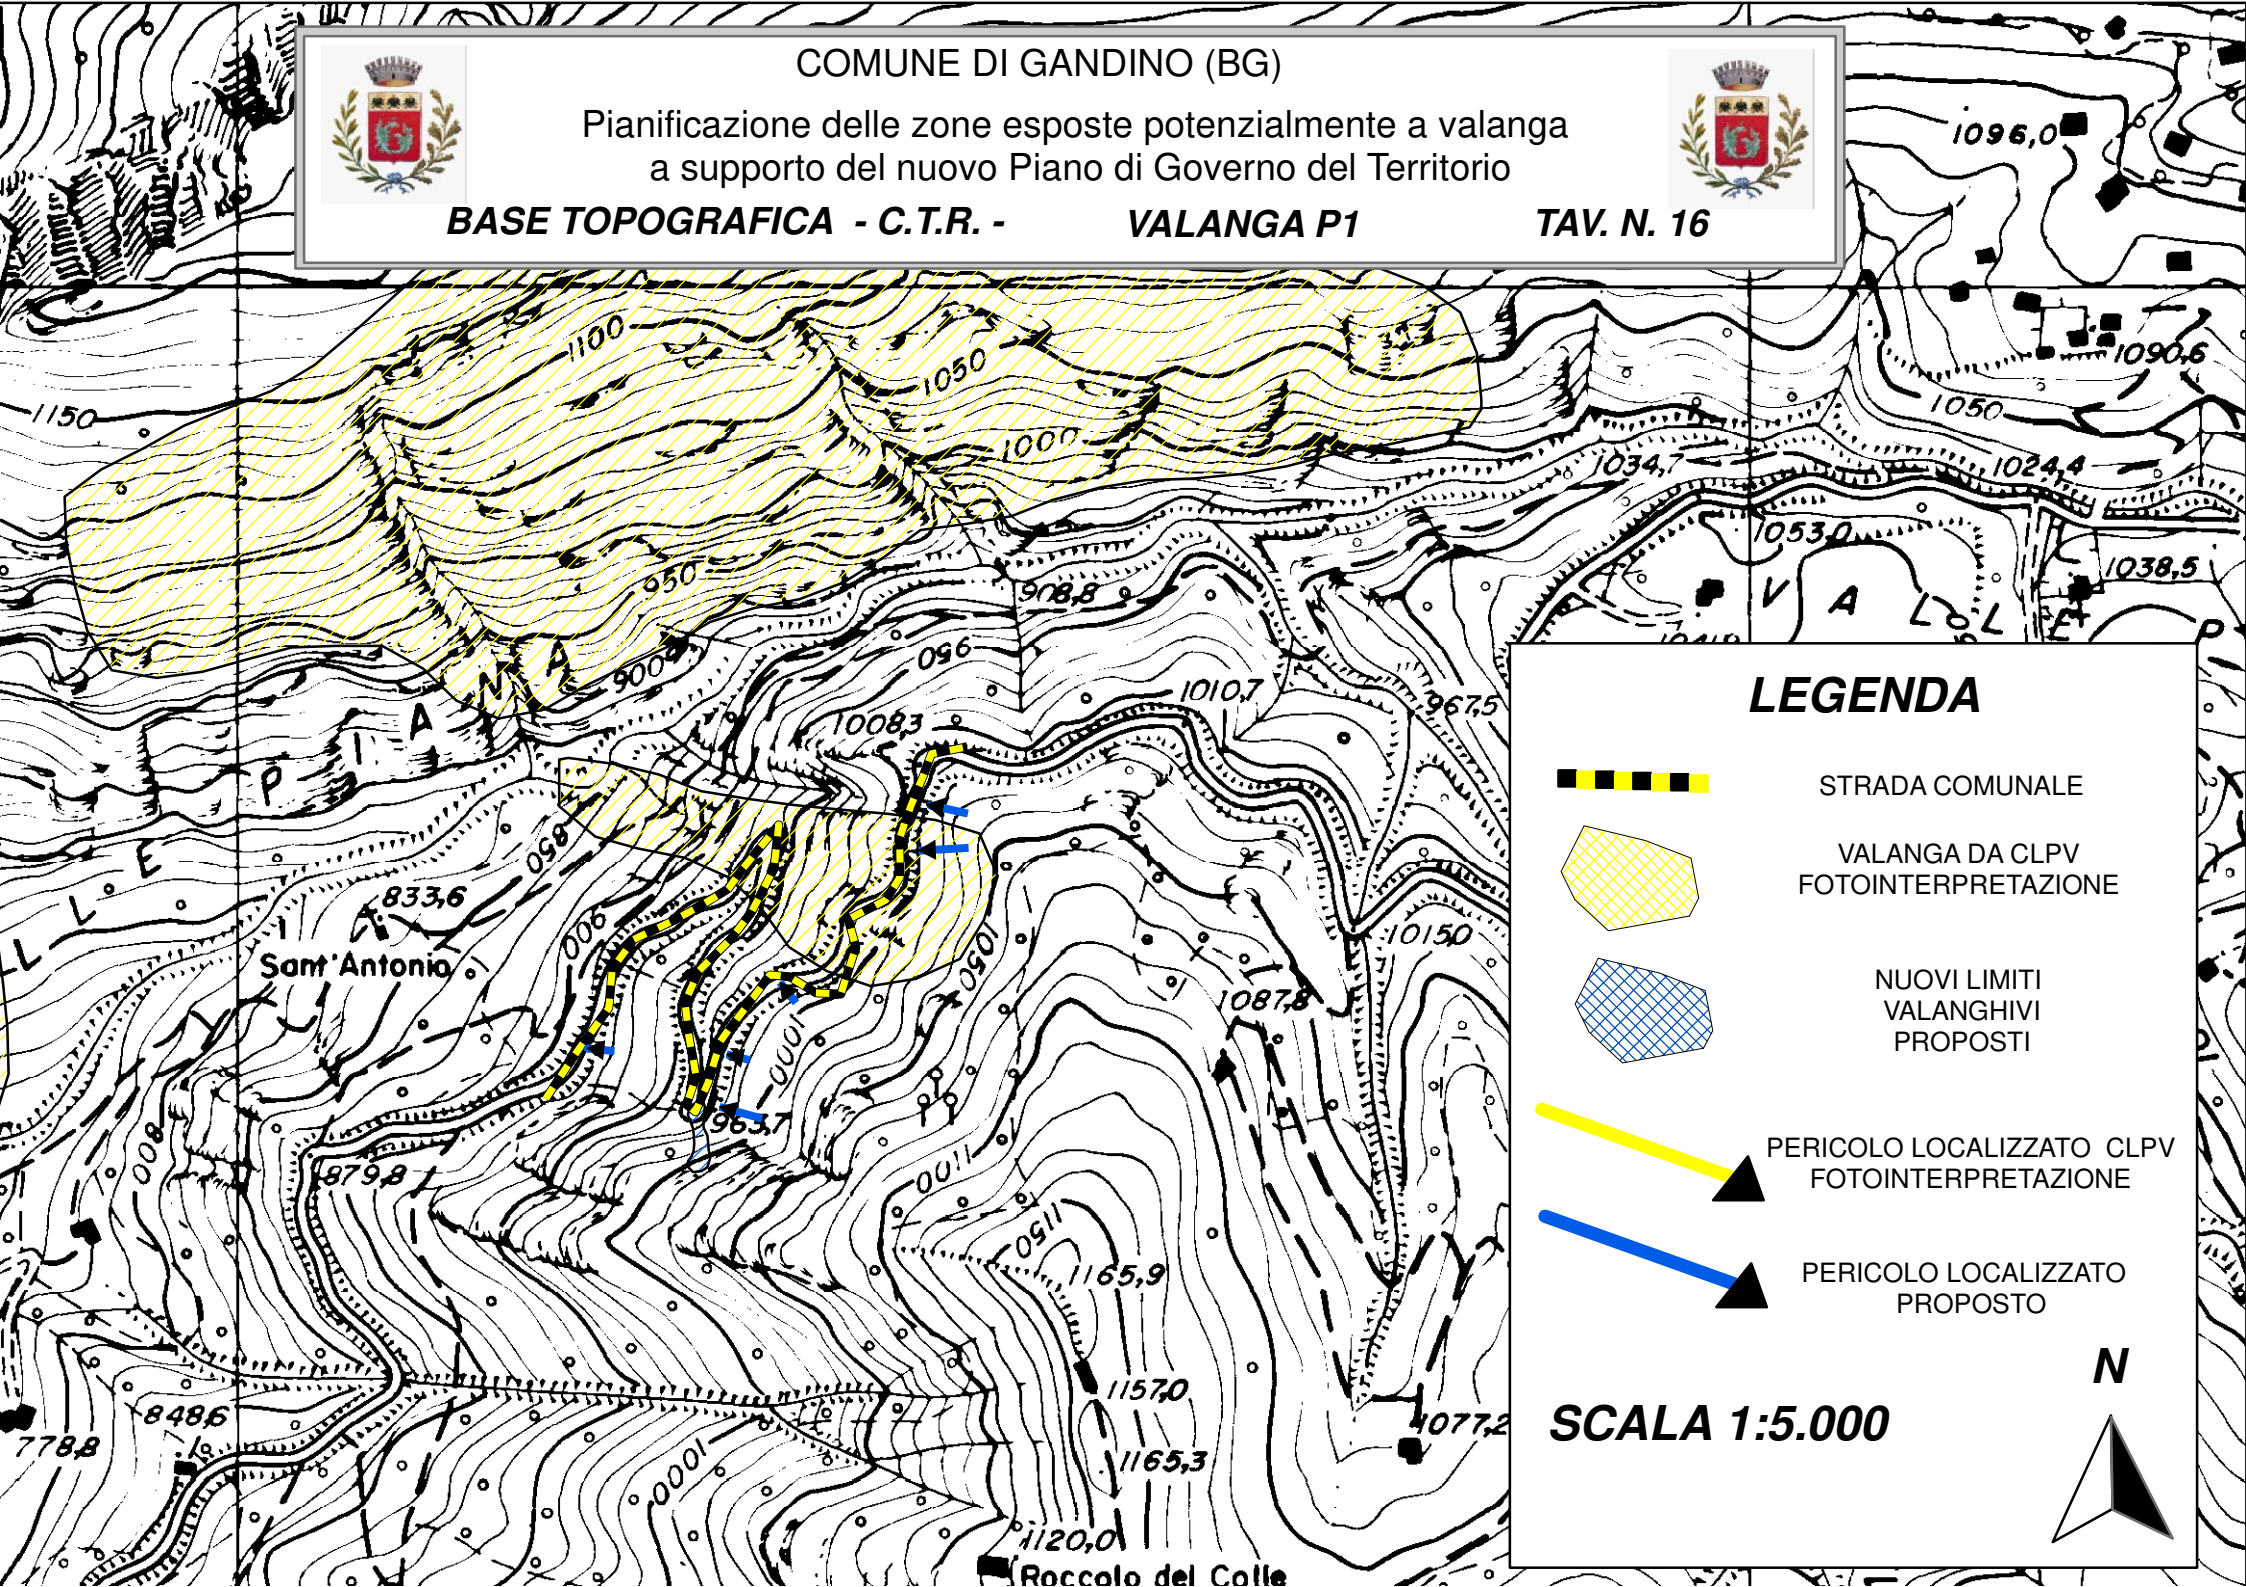 COMUNE DI GANDINO (BG)
Pianificazione delle zone esposte potenzialmente a valanga
a supporto del nuovo Piano di Governo del Territorio
BASE TOPOGRAFICA - C.T.R. - VALANGA P1 TAV. N. 16
1096,0
1100
1050
1090,6
1150
1050
1000
1034,7
1024,4
1053,0
950
908,8
1038,5
V A L L E
P
950
900
1010,7
967,5
1008,3
P I A N A
850
L L E
833,6
900
Sant'Antonio
1050
1015,0
1087,8
1000
963,7
800
879,8
1100
1150
1165,9
1157,0
848,6
778,8
1077,2
1165,3
1000
1120,0
Roccolo del Colle
LEGENDA
STRADA COMUNALE
VALANGA DA CLPV
FOTOINTERPRETAZIONE
NUOVI LIMITI
VALANGHIVI
PROPOSTI
PERICOLO LOCALIZZATO CLPV
FOTOINTERPRETAZIONE
PERICOLO LOCALIZZATO
PROPOSTO
N
SCALA 1:5.000